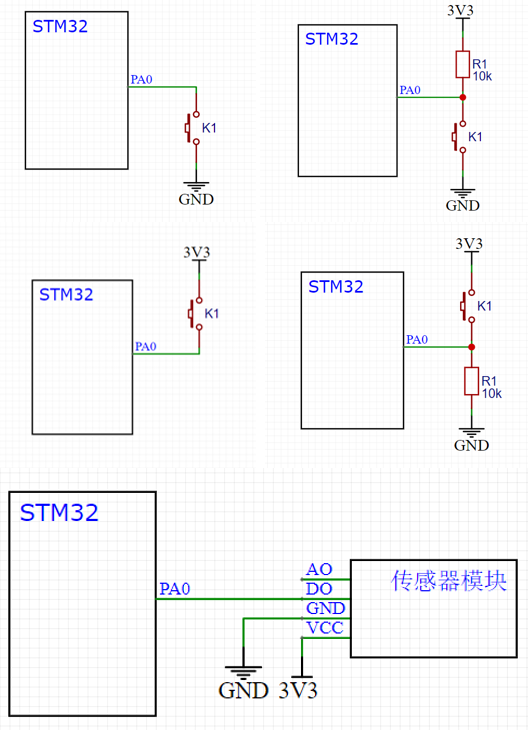 STM32
PA0
K1
GND
STM32
3V3
R1
10k
PA0
K1
GND
STM32
3V3
K1
PA0
STM32
3V3
K1
PA0
R1
10k
GND
STM32
PA0
AO
DO
GND
VCC
传感器模块
GND
3V3